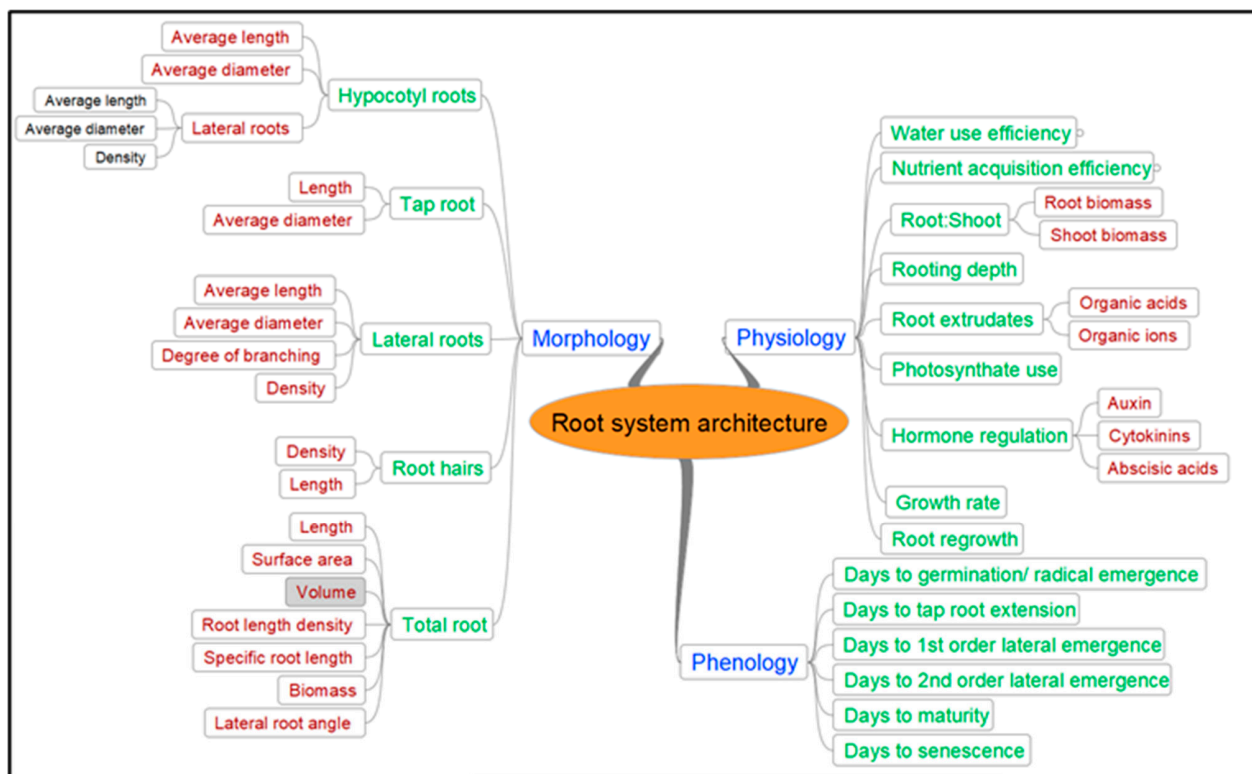 Average length
Average diameter
Hypocotyl roots
Average length
Average diameter
Lateral roots
Density
Length
Tap root
Average diameter
Average length
Average diameter
Lateral roots
Degree of branching
Density
Density
Root hairs
Length
Length
Surface area
Volume
Total root
Root length density
Specific root length
Biomass
Lateral root angle
Morphology
Root system architecture
Physiology
Water use efficiency
Nutrient acquisition efficiency
Root:Shoot
Root biomass
Shoot biomass
Rooting depth
Root extrudates
Organic acids
Organic ions
Photosynthate use
Hormone regulation
Auxin
Cytokinins
Abscisic acids
Growth rate
Root regrowth
Phenology
Days to germination/ radical emergence
Days to tap root extension
Days to 1st order lateral emergence
Days to 2nd order lateral emergence
Days to maturity
Days to senescence